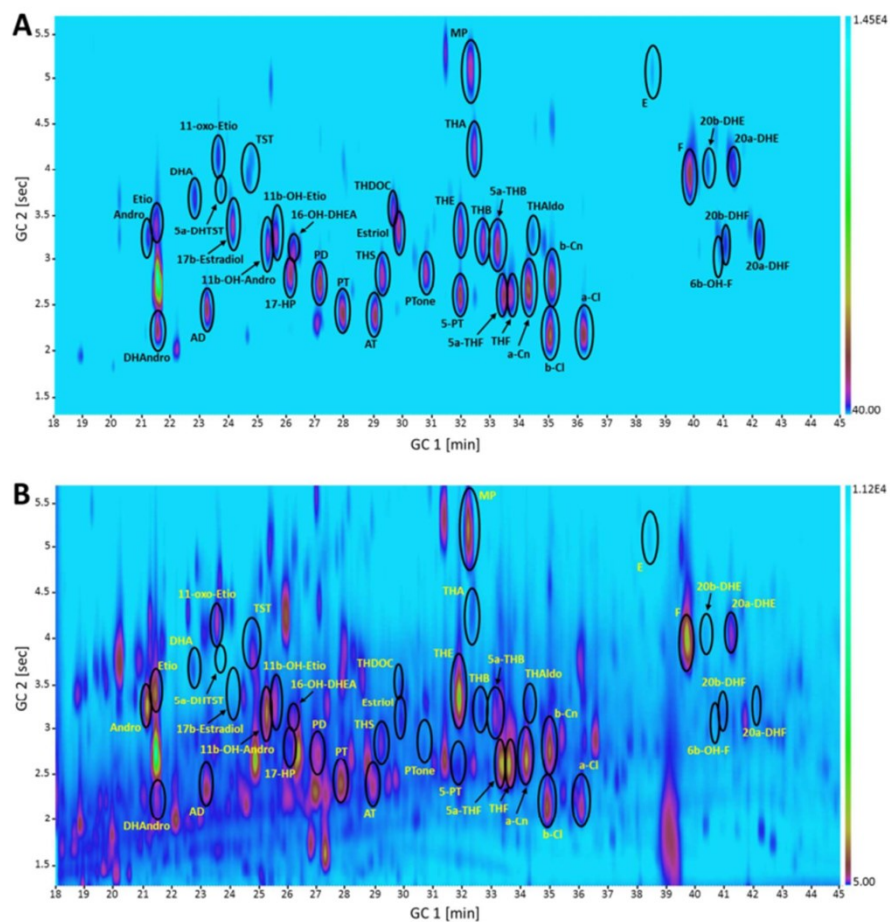 A
1.45E4
5.5
5
4.5
4
3.5
3
2.5
2
1.5
GC 2 [sec]
MP
E
11-oxo-Etio
TST
THA
20b-DHE
20a-DHE
F
DHA
Etio
11b-OH-Etio
THDOC
5a-THB
Andro
5a-DHTST
16-OH-DHEA
THE
THB
THAldo
Estriol
20b-DHF
17b-Estradiol
THS
b-Cn
11b-OH-Andro
PD
20a-DHF
6b-OH-F
17-HP
PT
PTone
a-Cl
5-PT
AD
AT
5a-THF
THF
a-Cn
DHAndro
b-Cl
40.00
18 19 20 21 22 23 24 25 26 27 28 29 30 31 32 33 34 35 36 37 38 39 40 41 42 43 44 45
GC 1 [min]
B
1.12E4
5.5
5
4.5
4
3.5
3
2.5
2
1.5
GC 2 [sec]
MP
E
11-oxo-Etio
TST
THA
20b-DHE
20a-DHE
F
DHA
Etio
THE
5a-THB
11b-OH-Etio
THDOC
THB
THAldo
5a-DHTST
16-OH-DHEA
20b-DHF
Estriol
Andro
17b-Estradiol
PD
THS
b-Cn
20a-DHF
11b-OH-Andro
6b-OH-F
PT
17-HP
PTone
a-Cl
5-PT
AD
AT
5a-THF
THF
a-Cn
DHAndro
b-Cl
5.00
18 19 20 21 22 23 24 25 26 27 28 29 30 31 32 33 34 35 36 37 38 39 40 41 42 43 44 45
GC 1 [min]